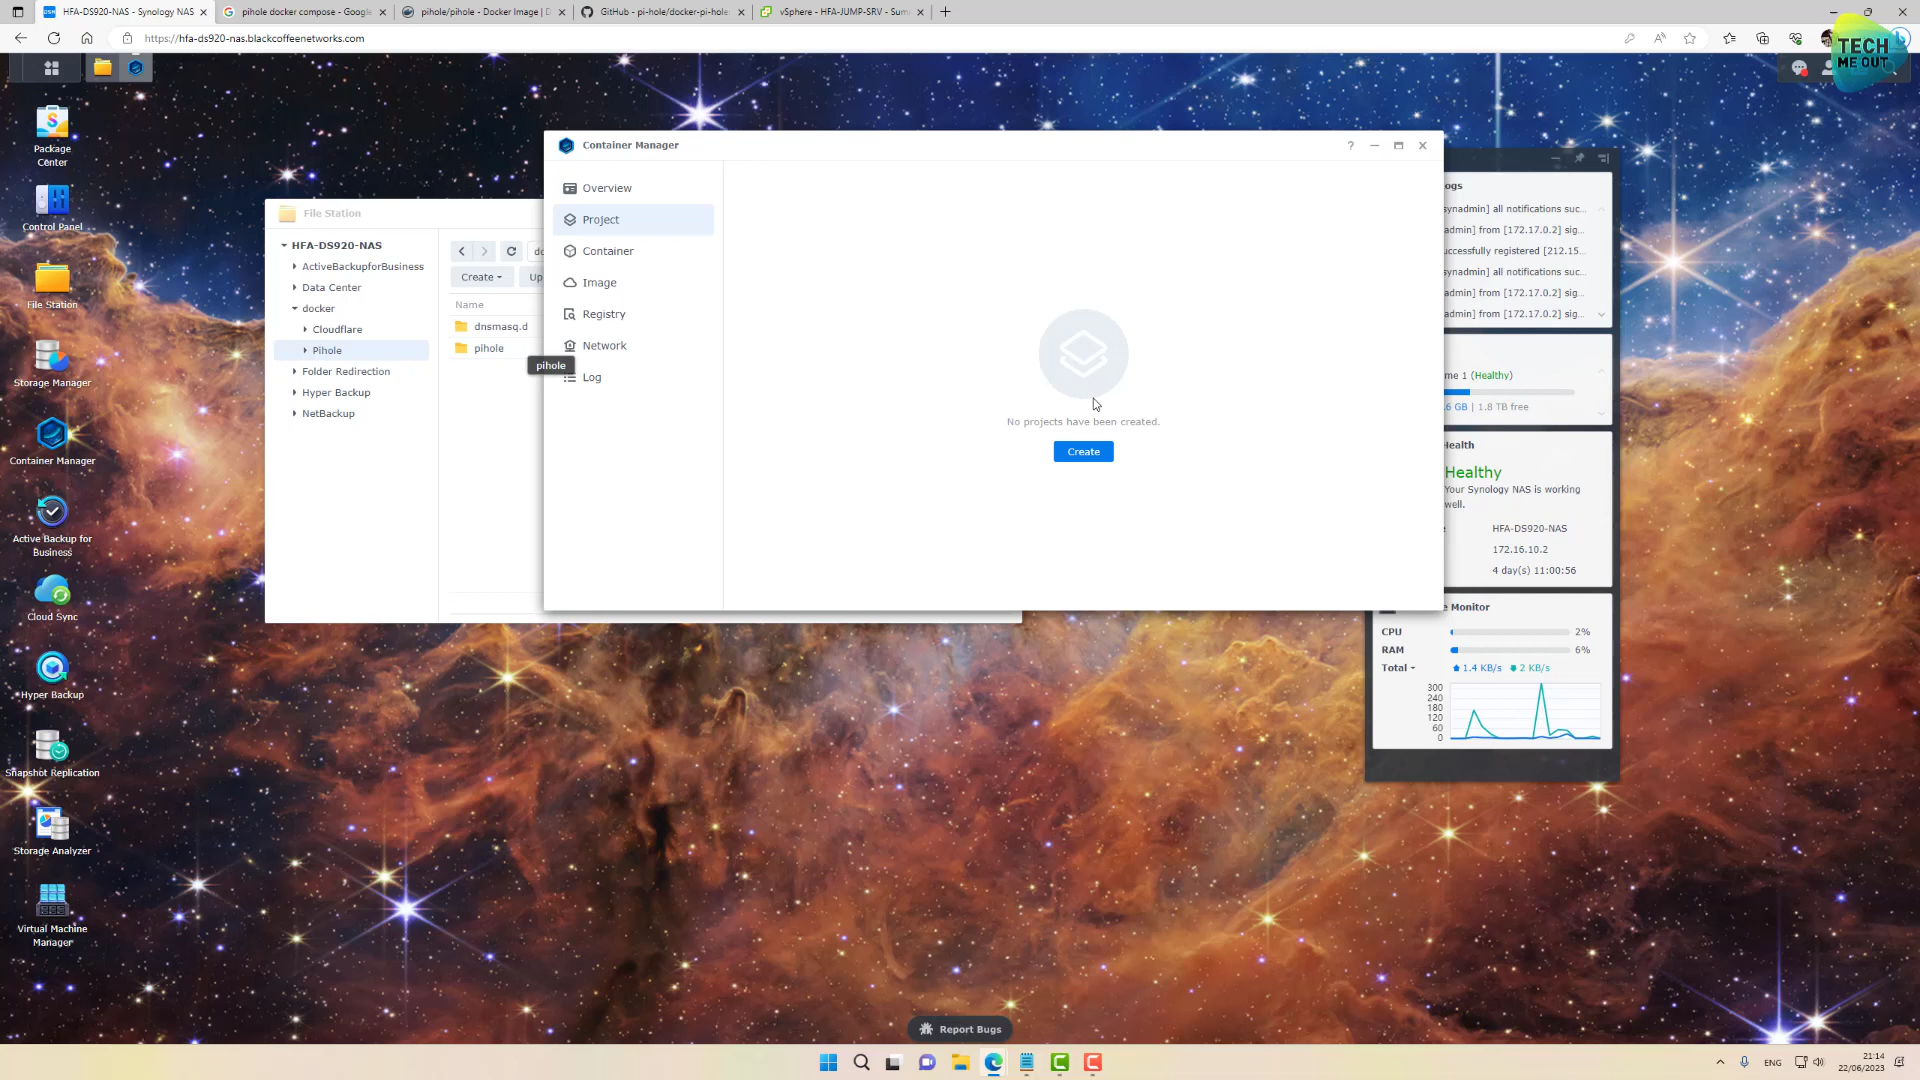 HFA-DS920-NAS - Synology NAS
pihole docker compose - Google
pihole/pihole - Docker Image | D
GitHub - pi-hole/docker-pi-hole:
vSphere - HFA-JUMP-SRV - Sum
https://hfa-ds920-nas.blackcoffeenetworks.com
TECH
ME OUT
Package
Center
Control Panel
File Station
Storage Manager
Container Manager
Active Backup for
Business
Cloud Sync
Hyper Backup
Snapshot Replication
Storage Analyzer
Virtual Machine
Manager
File Station
HFA-DS920-NAS
ActiveBackupforBusiness
Data Center
docker
Cloudflare
Pihole
Folder Redirection
Hyper Backup
NetBackup
do
Create
Up
Name
dnsmasq.d
pihole
pihole
Container Manager
?
Overview
Project
Container
Image
Registry
Network
Log
No projects have been created.
Create
ogs
synadmin] all notifications suc...
admin] from [172.17.0.2] sig...
uccessfully registered [212.15...
synadmin] all notifications suc...
admin] from [172.17.0.2] sig...
admin] from [172.17.0.2] sig...
me 1 (Healthy)
.6 GB | 1.8 TB free
Health
Healthy
Your Synology NAS is working
well.
HFA-DS920-NAS
172.16.10.2
4 day(s) 11:00:56
e Monitor
CPU
2%
RAM
6%
Total
1.4 KB/s
2 KB/s
300
240
180
120
60
0
Report Bugs
ENG
21:14
22/06/2023